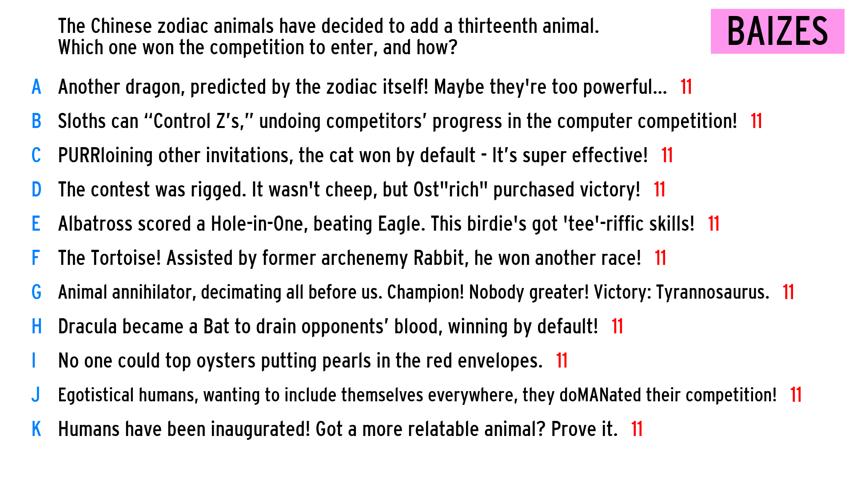 The Chinese zodiac animals have decided to add a thirteenth animal.
Which one won the competition to enter, and how?
BAIZES
A Another dragon, predicted by the zodiac itself! Maybe they're too powerful... 11
B Sloths can “Control Z’s,” undoing competitors’ progress in the computer competition! 11
C PURRloining other invitations, the cat won by default - It’s super effective! 11
D The contest was rigged. It wasn't cheep, but Ost"rich" purchased victory! 11
E Albatross scored a Hole-in-One, beating Eagle. This birdie's got 'tee'-riffic skills! 11
F The Tortoise! Assisted by former archenemy Rabbit, he won another race! 11
G Animal annihilator, decimating all before us. Champion! Nobody greater! Victory: Tyrannosaurus. 11
H Dracula became a Bat to drain opponents’ blood, winning by default! 11
I No one could top oysters putting pearls in the red envelopes. 11
J Egotistical humans, wanting to include themselves everywhere, they doMANated their competition! 11
K Humans have been inaugurated! Got a more relatable animal? Prove it. 11